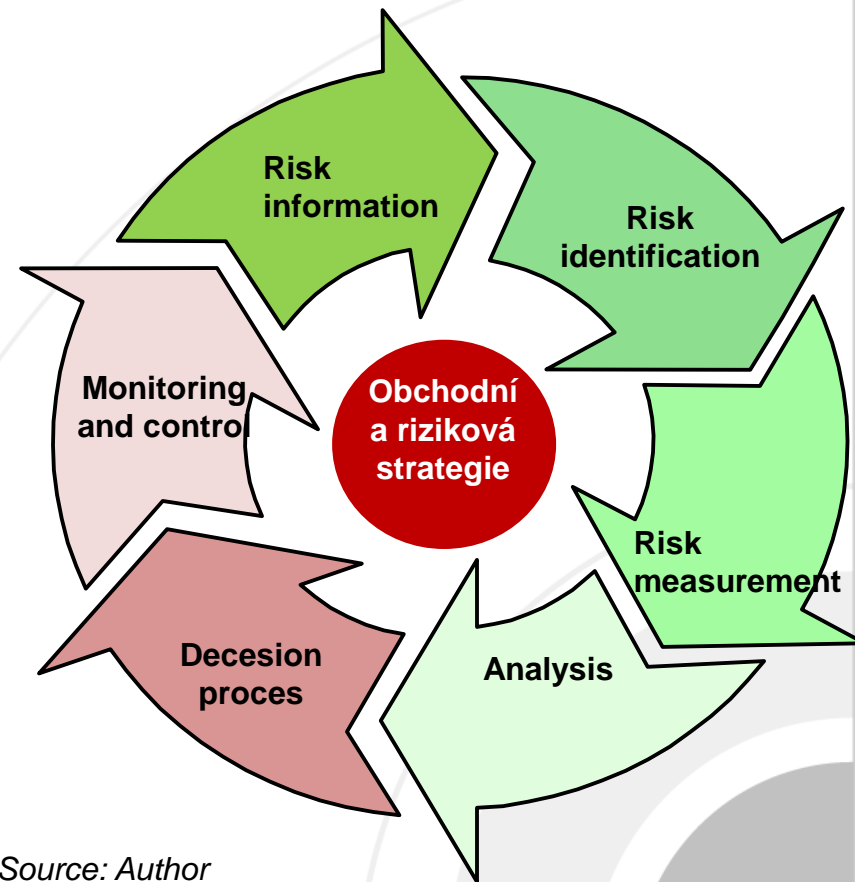 Risk
information
Risk
identification
Risk
measurement
Analysis
Decesion
proces
Monitoring
and control
Obchodní
a riziková
strategie
Source: Author